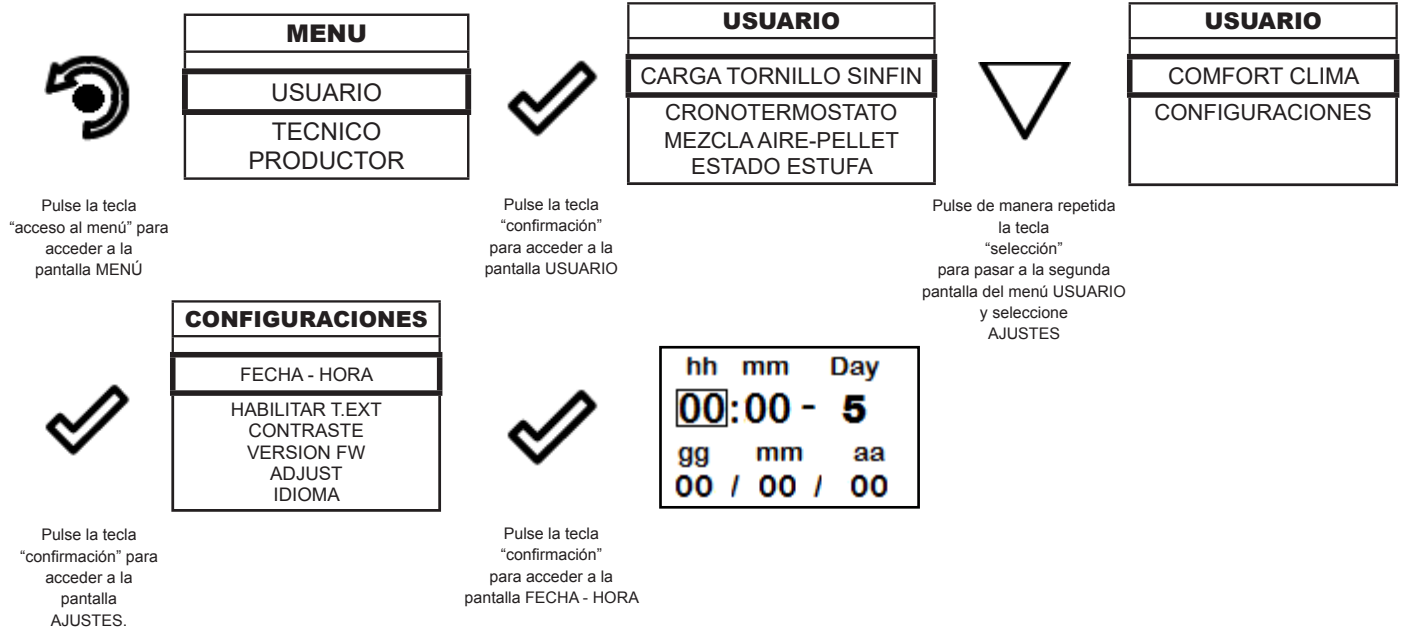 MENU
USUARIO
TECNICO
PRODUCTOR
Pulse la tecla
“acceso al menú” para
acceder a la
pantalla MENÚ
Pulse la tecla
“confirmación”
para acceder a la
pantalla USUARIO
USUARIO
CARGA TORNILLO SINFIN
CRONOTERMOSTATO
MEZCLA AIRE-PELLET
ESTADO ESTUFA
Pulse de manera repetida
la tecla
“selección”
para pasar a la segunda
pantalla del menú USUARIO
y seleccione
AJUSTES
USUARIO
COMFORT CLIMA
CONFIGURACIONES
Pulse la tecla
“confirmación” para
acceder a la
pantalla
AJUSTES.
CONFIGURACIONES
FECHA - HORA
HABILITAR T.EXT
CONTRASTE
VERSION FW
ADJUST
IDIOMA
Pulse la tecla
“confirmación”
para acceder a la
pantalla FECHA - HORA
hh mm Day
00:00 - 5
gg mm aa
00 / 00 / 00